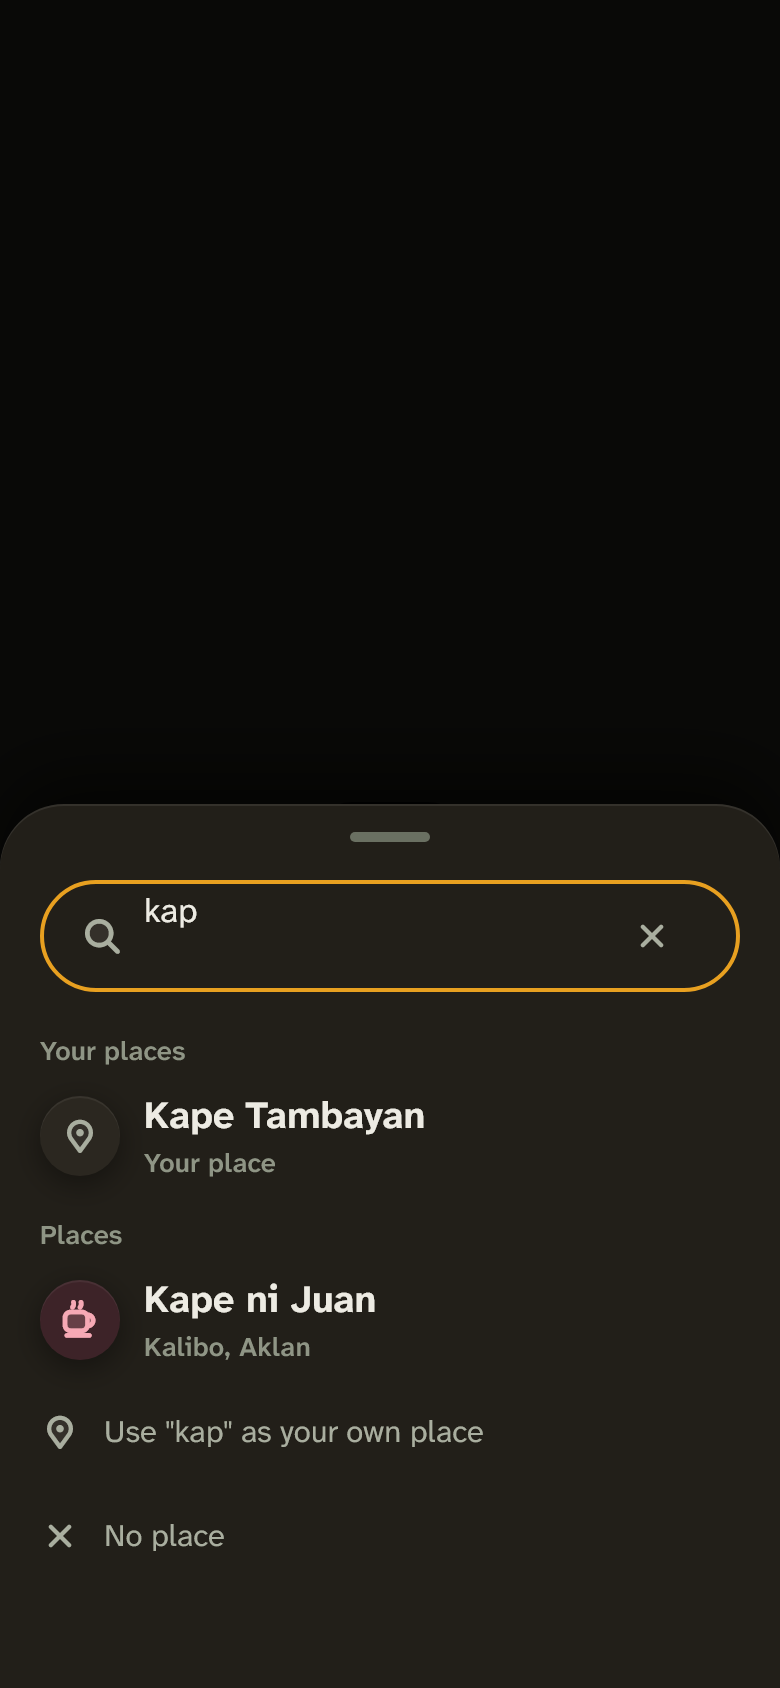 kap
Your places
Kape Tambayan
Your place
Places
Kape ni Juan
Kalibo, Aklan
Use "kap" as your own place
No place